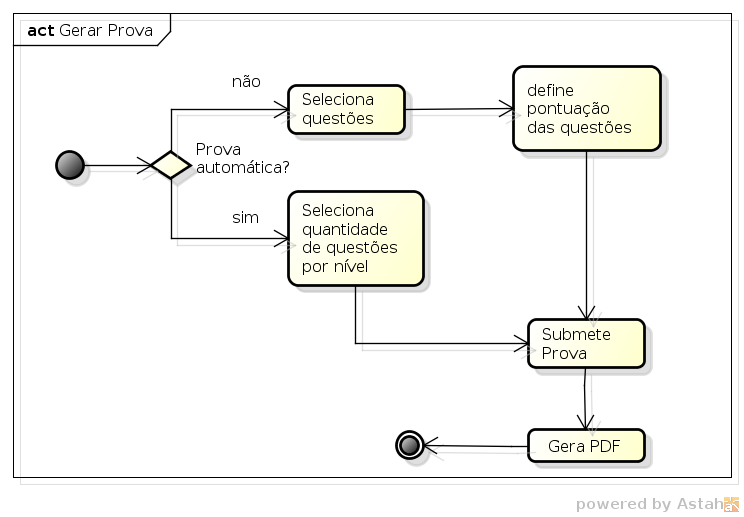 act Gerar Prova
não
Seleciona
questões
define
pontuação
das questões
Prova
automática?
sim
Seleciona
quantidade
de questões
por nível
Submete
Prova
Gera PDF
powered by Astah